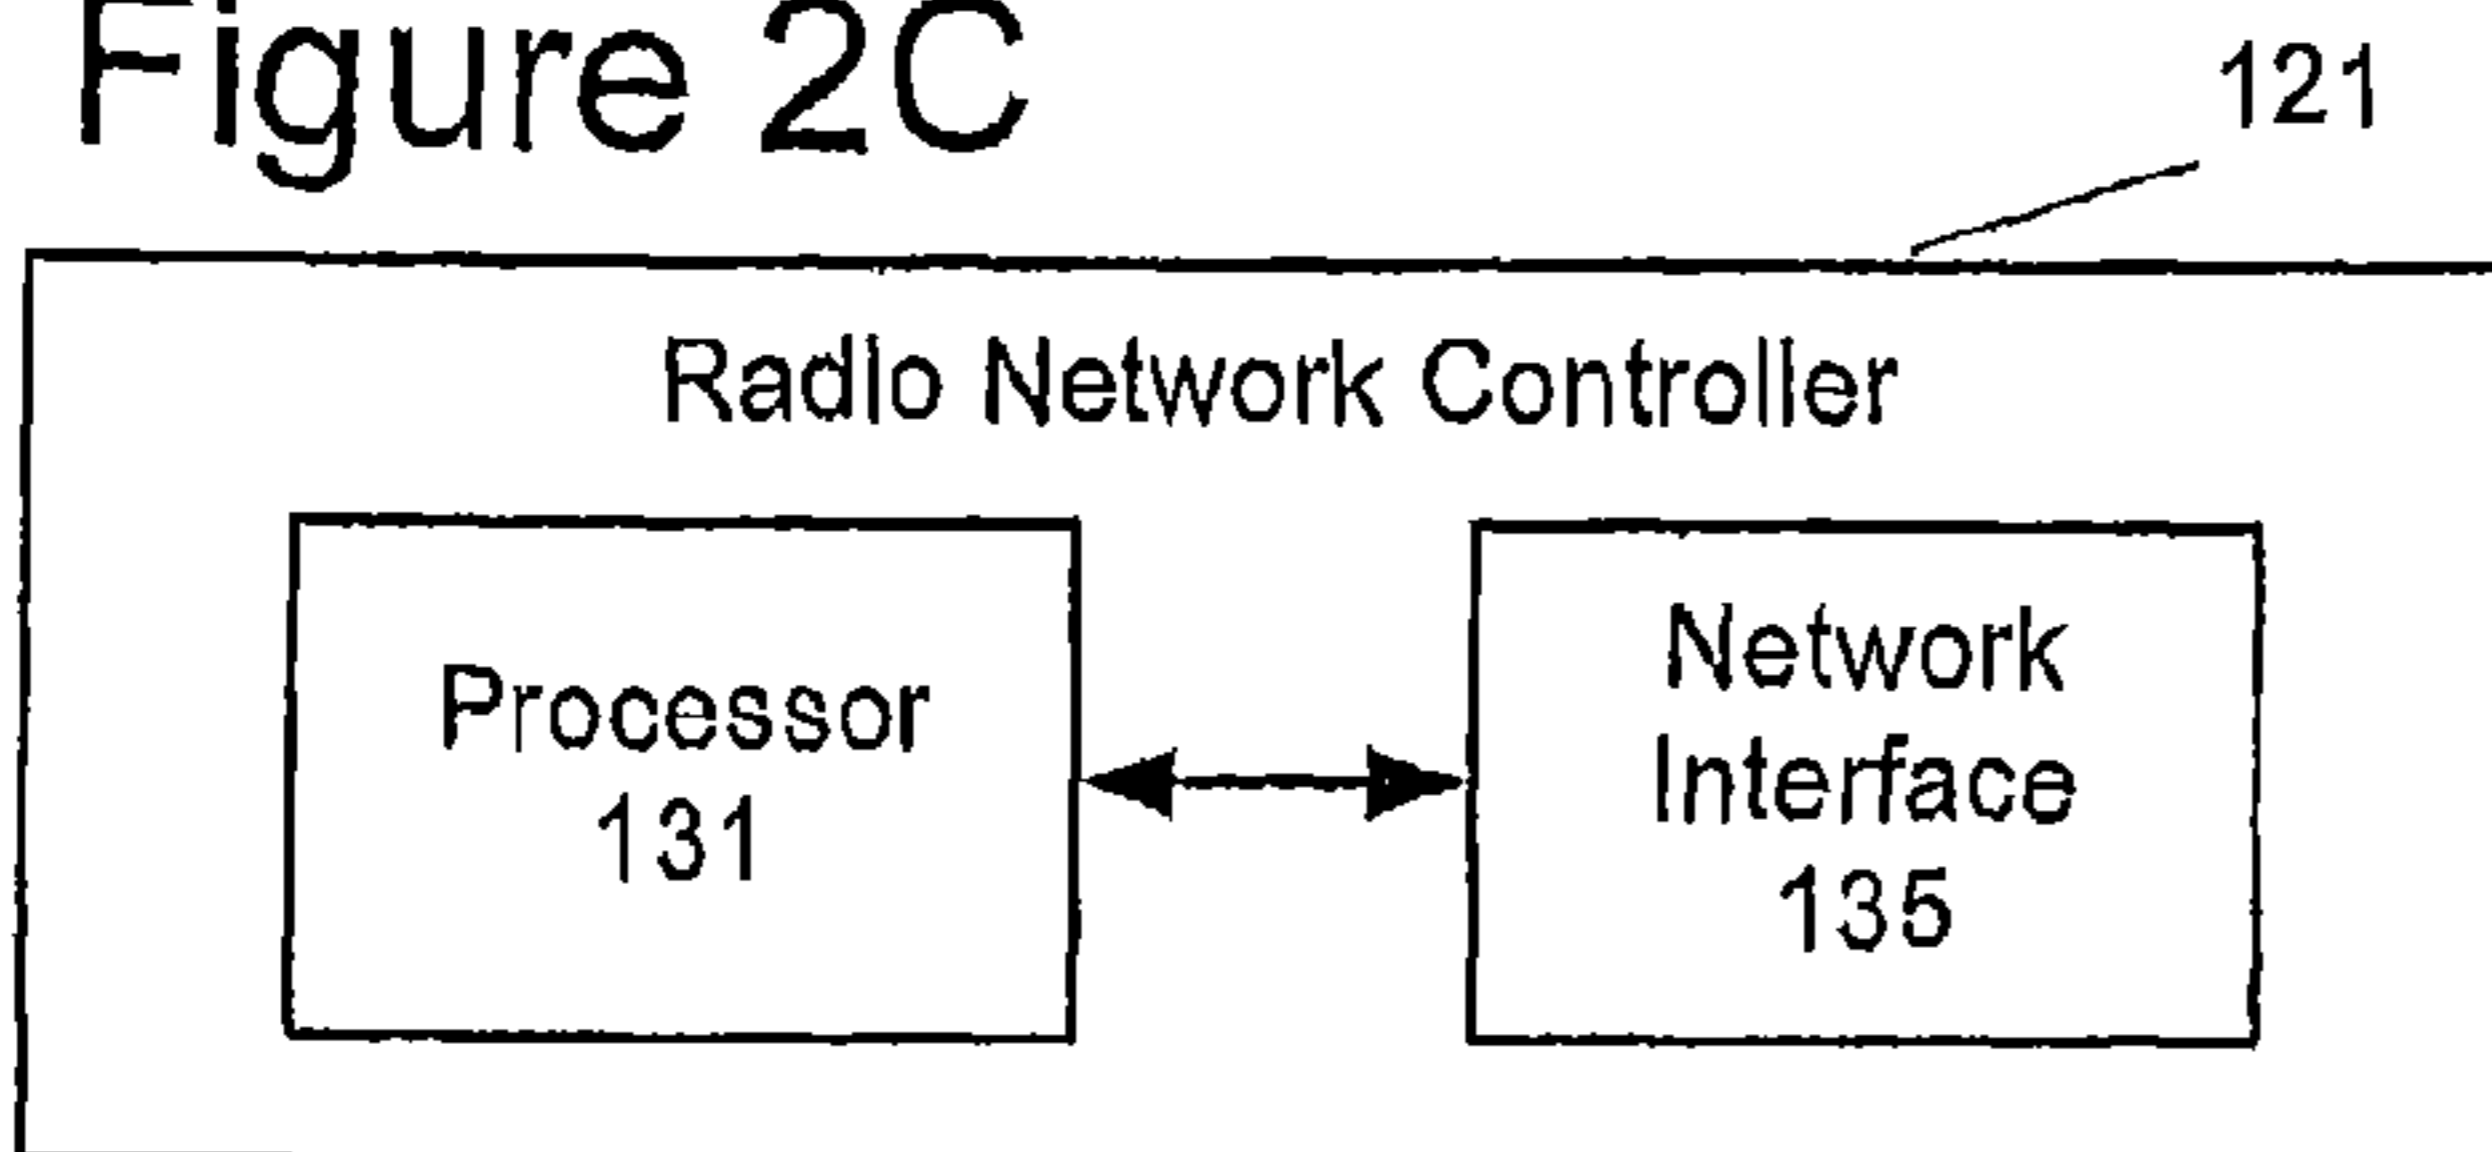 Figure 2C
121
Radio Network Controller
Processor
131
Network
Interface
135